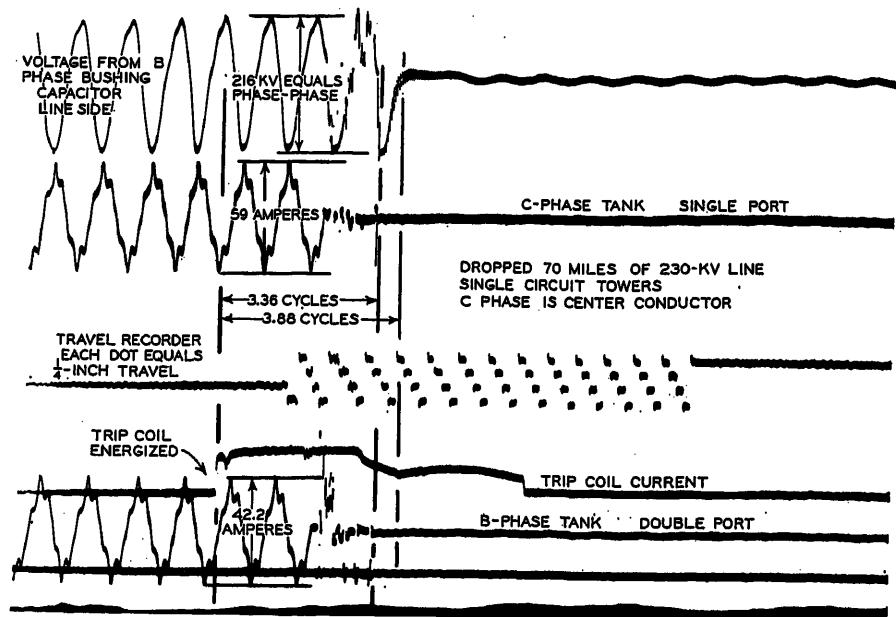 VOLTAGE FROM B
PHASE BUSHING
CAPACITOR
LINE SIDE
216 KV EQUALS
PHASE-PHASE
59 AMPERES
C-PHASE TANK SINGLE PORT
DROPPED 70 MILES OF 230-KV LINE
SINGLE CIRCUIT TOWERS
C PHASE IS CENTER CONDUCTOR
3.36 CYCLES
3.88 CYCLES
TRAVEL RECORDER
EACH DOT EQUALS
1/4-INCH TRAVEL
TRIP COIL
ENERGIZED
TRIP COIL CURRENT
42.2
AMPERES
B-PHASE TANK DOUBLE PORT